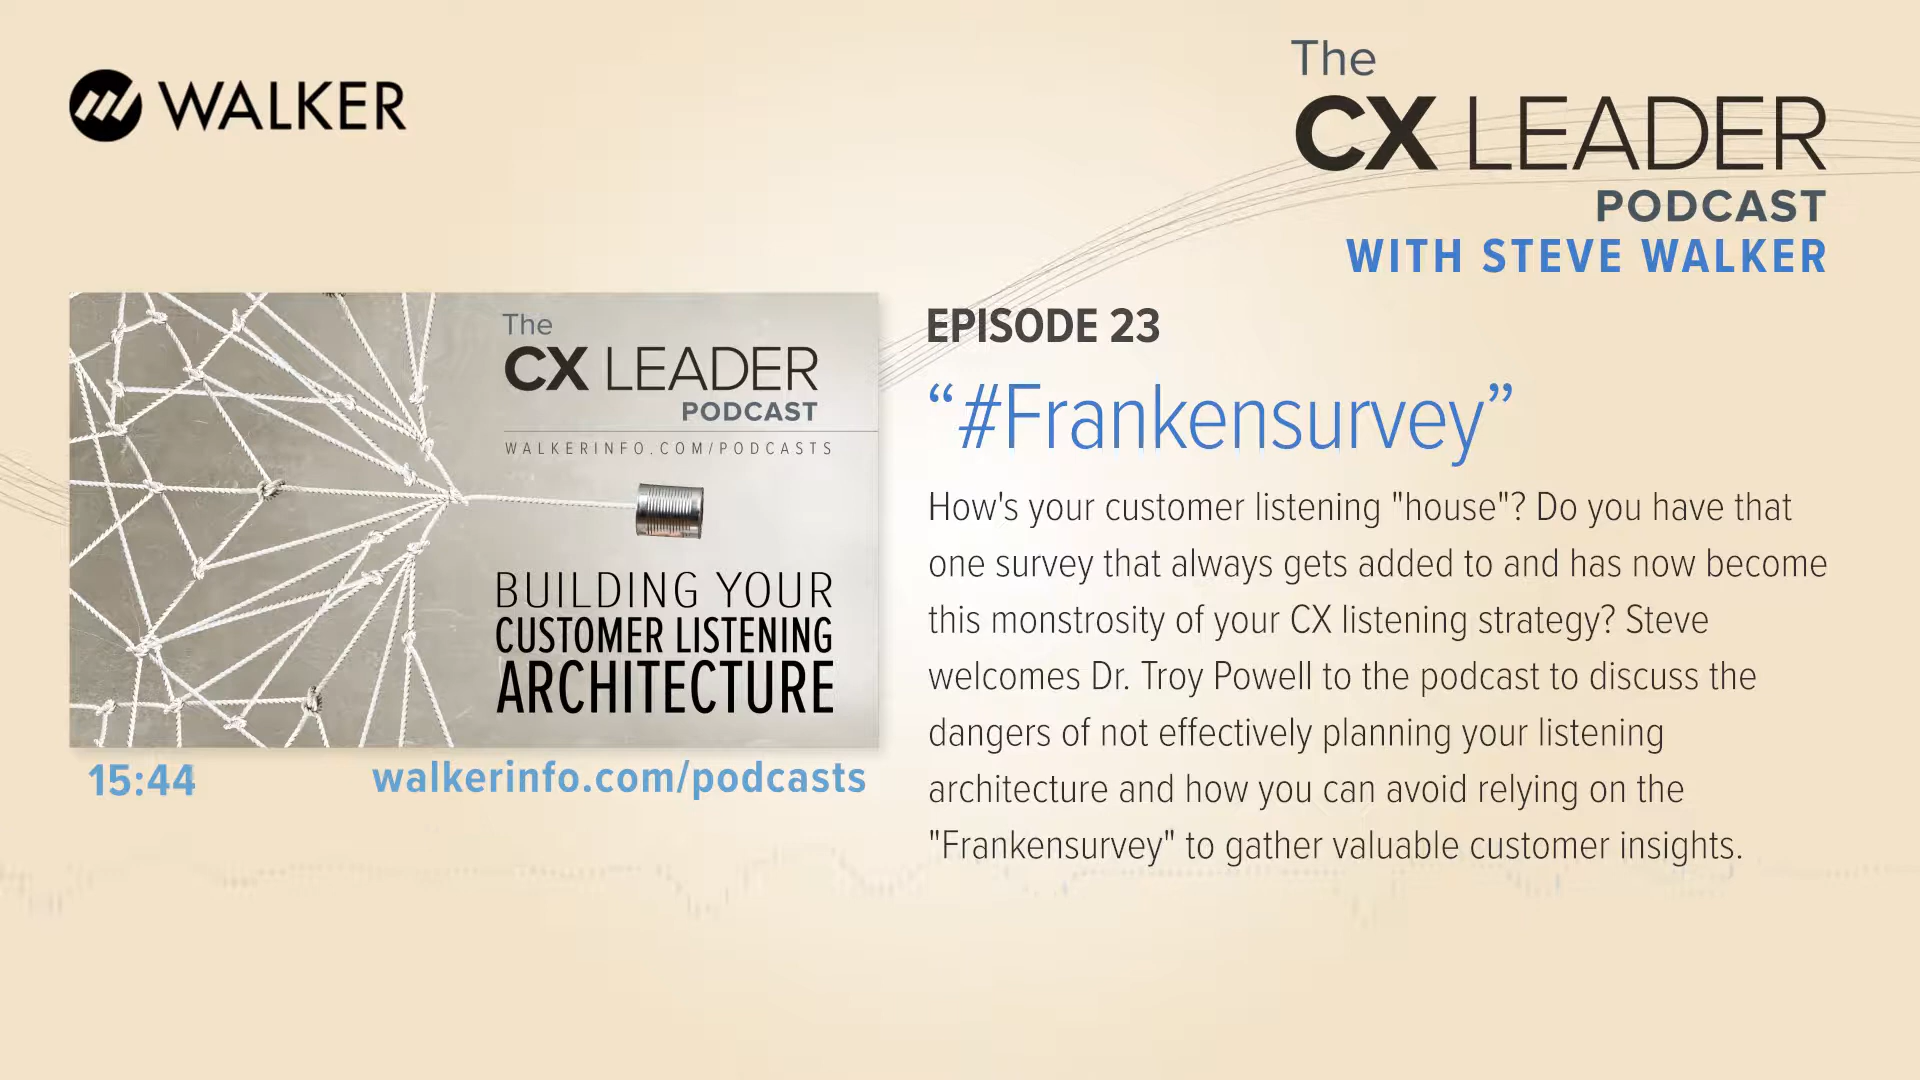 WALKER
The
CX LEADER
PODCAST
WITH STEVE WALKER
The
CX LEADER
PODCAST
WALKERINFO.COM/PODCASTS
BUILDING YOUR
CUSTOMER LISTENING
ARCHITECTURE
15:44
walkerinfo.com/podcasts
EPISODE 23
“#Frankensurvey”
How's your customer listening "house"? Do you have that
one survey that always gets added to and has now become
this monstrosity of your CX listening strategy? Steve
welcomes Dr. Troy Powell to the podcast to discuss the
dangers of not effectively planning your listening
architecture and how you can avoid relying on the
"Frankensurvey" to gather valuable customer insights.